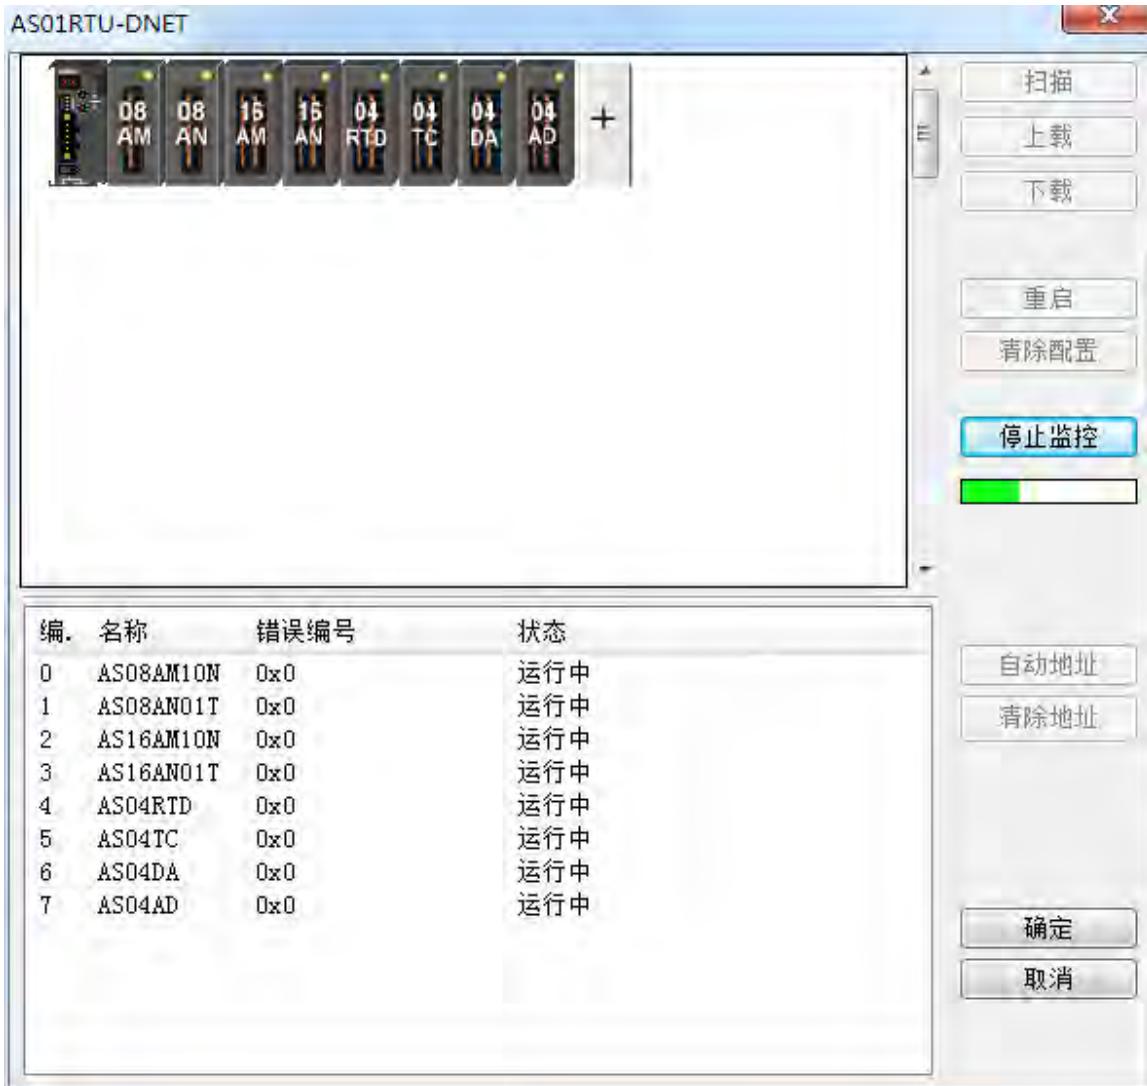 AS01RTU-DNET
08 AM
08 AN
16 AM
16 AN
04 RTD
04 TC
04 DA
04 AD
+
扫描
上载
下载
重启
清除配置
停止监控
编. 名称 错误编号 状态
0 AS08AM10N 0x0 运行中
1 AS08AN01T 0x0 运行中
2 AS16AM10N 0x0 运行中
3 AS16AN01T 0x0 运行中
4 AS04RTD 0x0 运行中
5 AS04TC 0x0 运行中
6 AS04DA 0x0 运行中
7 AS04AD 0x0 运行中
自动地址
清除地址
确定
取消